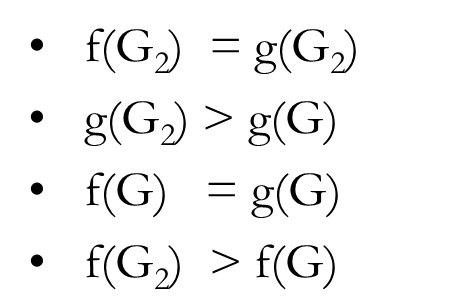 • f(G₂) = g(G₂)
• g(G₂) > g(G)
• f(G) = g(G)
• f(G₂) > f(G)